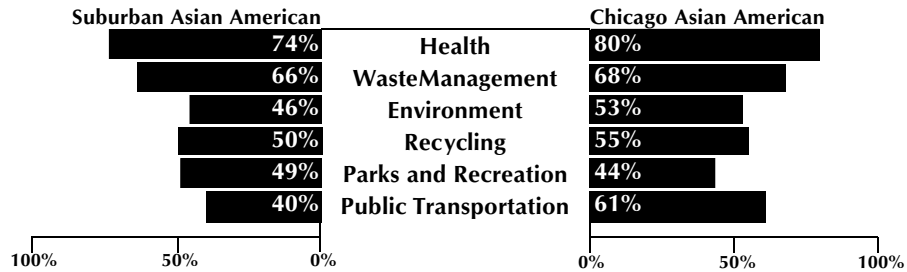 Suburban Asian American Chicago Asian American
74% Health 80%
66% WasteManagement 68%
46% Environment 53%
50% Recycling 55%
49% Parks and Recreation 44%
40% Public Transportation 61%
100% 50% 0% 0% 50% 100%